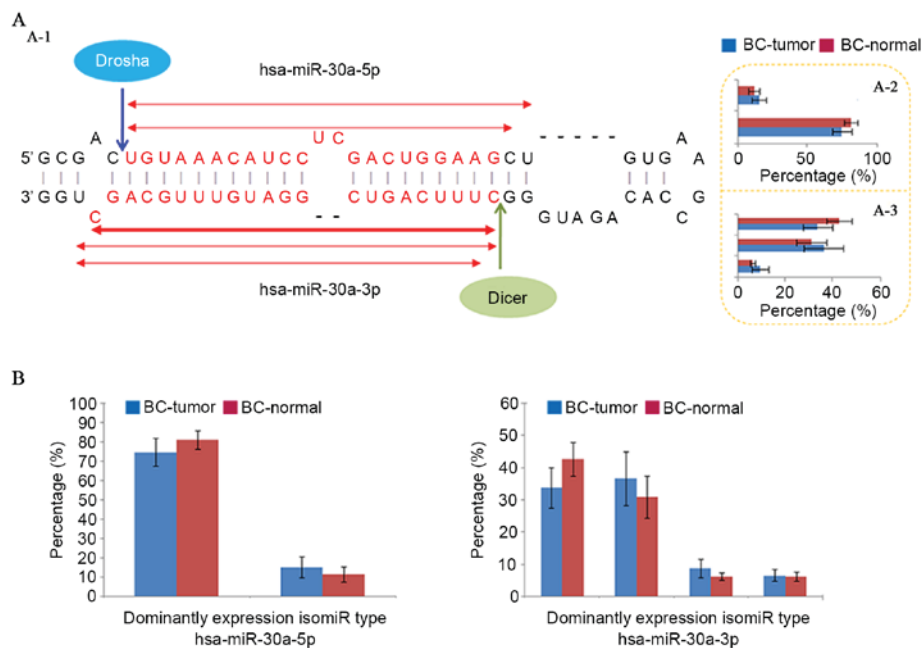 A
A-1
Drosha
hsa-miR-30a-5p
BC-tumor BC-normal
A-2
0 50 100
Percentage (%)
A-3
0 20 40 60
Percentage (%)
A U C - - - - - A
5' G C G C U G U A A A C A U C C G A C U G G A A G C U G U G A
3' G G U G A C G U U U G U A G G C U G A C U U U C G G C A C G
C - - G U A G A C
hsa-miR-30a-3p
Dicer
B
BC-tumor BC-normal
Percentage (%)
100
90
80
70
60
50
40
30
20
10
0
Dominantly expression isomiR type
hsa-miR-30a-5p
BC-tumor BC-normal
Percentage (%)
60
50
40
30
20
10
0
Dominantly expression isomiR type
hsa-miR-30a-3p